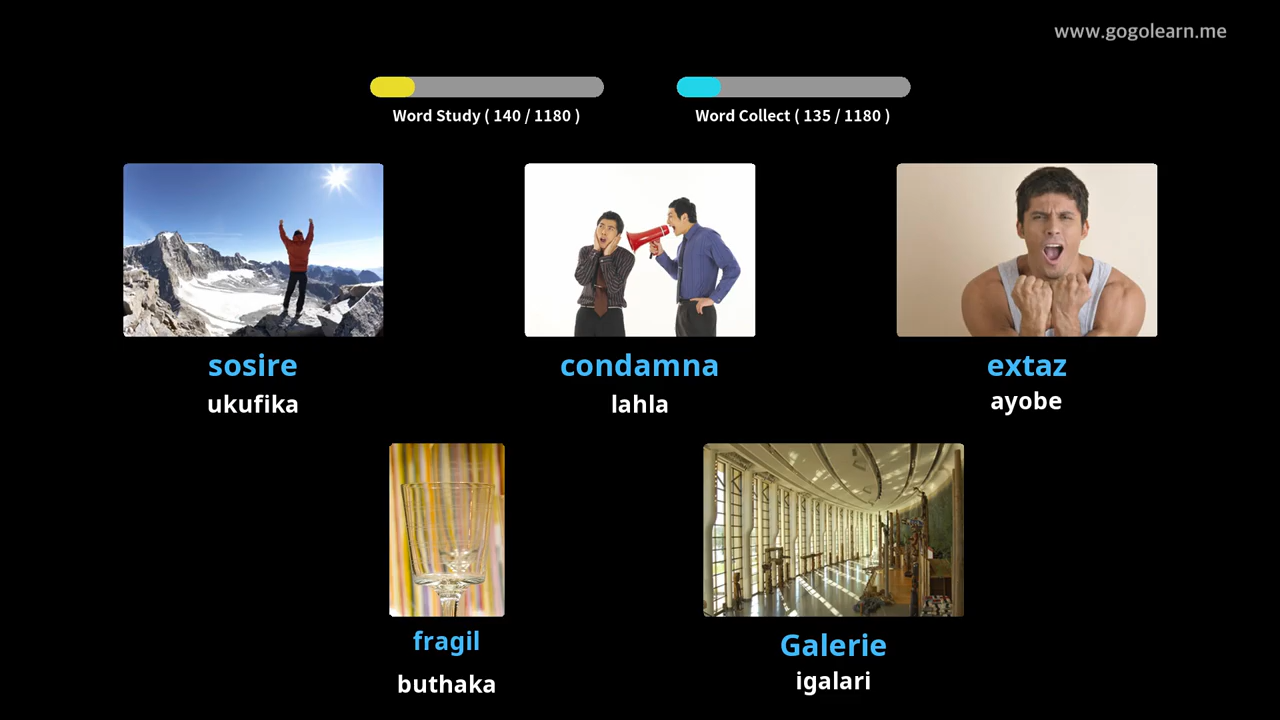 www.gogolearn.me
Word Study ( 140 / 1180 )
Word Collect ( 135 / 1180 )
sosire
ukufika
condamna
lahla
extaz
ayobe
fragil
buthaka
Galerie
igalari